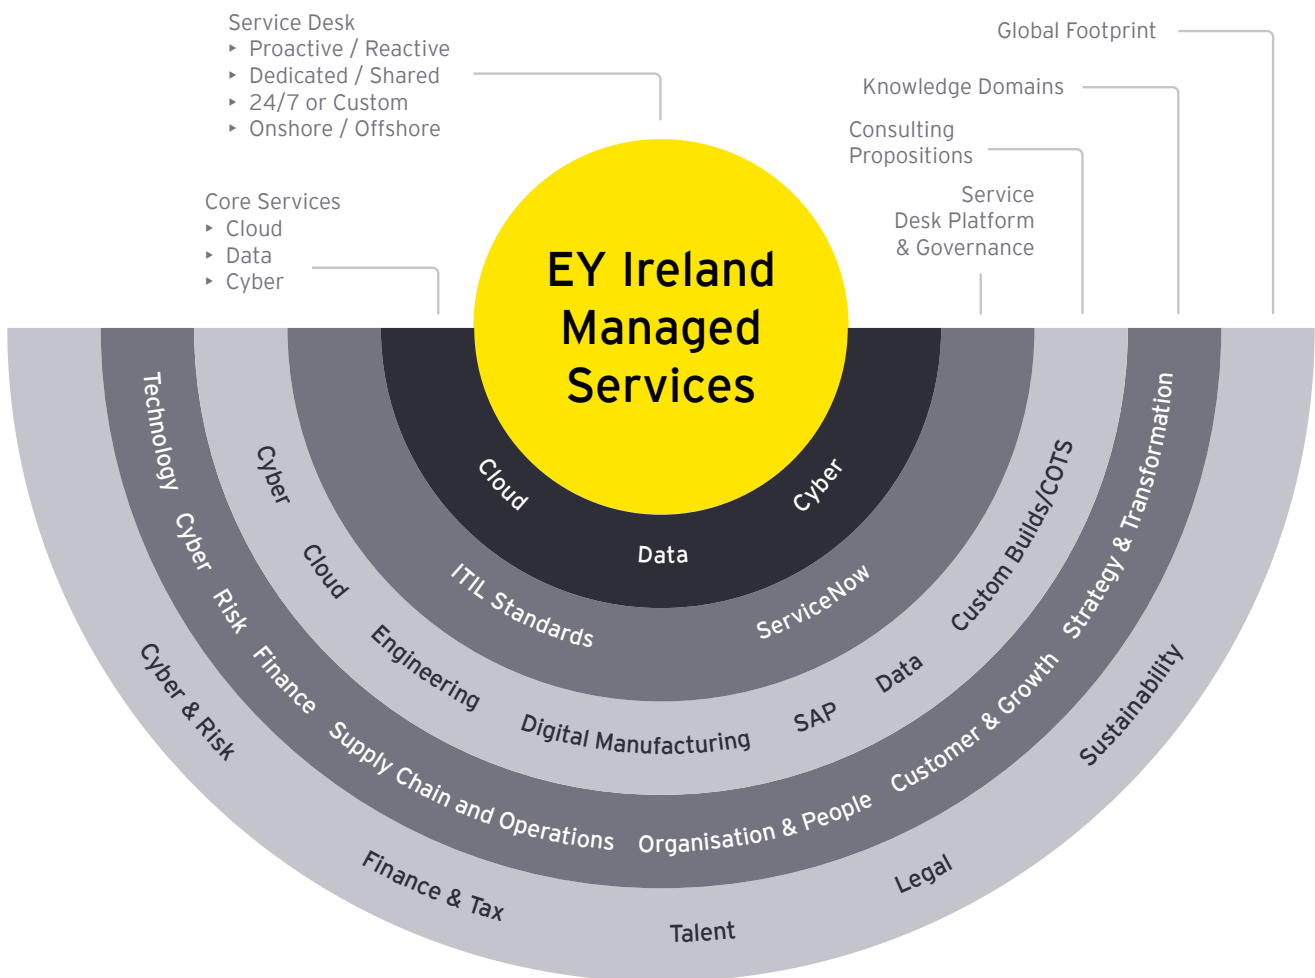 Service Desk
‣ Proactive / Reactive
‣ Dedicated / Shared
‣ 24/7 or Custom
‣ Onshore / Offshore
Global Footprint
Knowledge Domains
Consulting
Propositions
Service
Desk Platform
& Governance
Core Services
‣ Cloud
‣ Data
‣ Cyber
EY Ireland
Managed
Services
Cloud
Data
Cyber
ITIL Standards
ServiceNow
Cyber
Cloud
Engineering
Digital Manufacturing
SAP
Data
Custom Builds/COTS
Technology
Cyber
Risk
Finance
Supply Chain and Operations
Organisation & People
Customer & Growth
Strategy & Transformation
Cyber & Risk
Finance & Tax
Talent
Legal
Sustainability